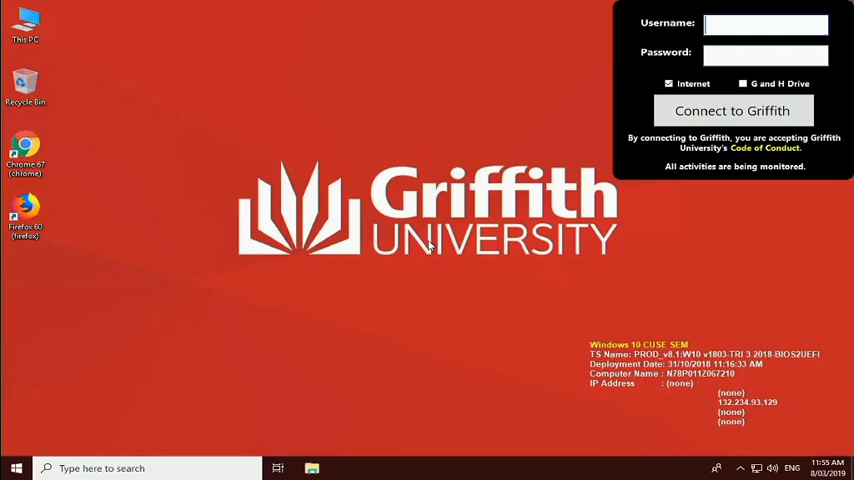 This PC
Recycle Bin
Chrome 67
(chrome)
Firefox 60
(firefox)
Griffith
UNIVERSITY
Username:
Password:
Internet
G and H Drive
Connect to Griffith
By connecting to Griffith, you are accepting Griffith
University's Code of Conduct.
All activities are being monitored.
Windows 10 CUSE SEM
TS Name: PROD_v8.1:W10 v1803-TRI 3 2018-BIOS2UEFI
Deployment Date: 31/10/2018 11:16:33 AM
Computer Name : N78P011Z067210
IP Address : (none)
(none)
132.234.93.129
(none)
(none)
Type here to search
ENG
11:55 AM
8/03/2019